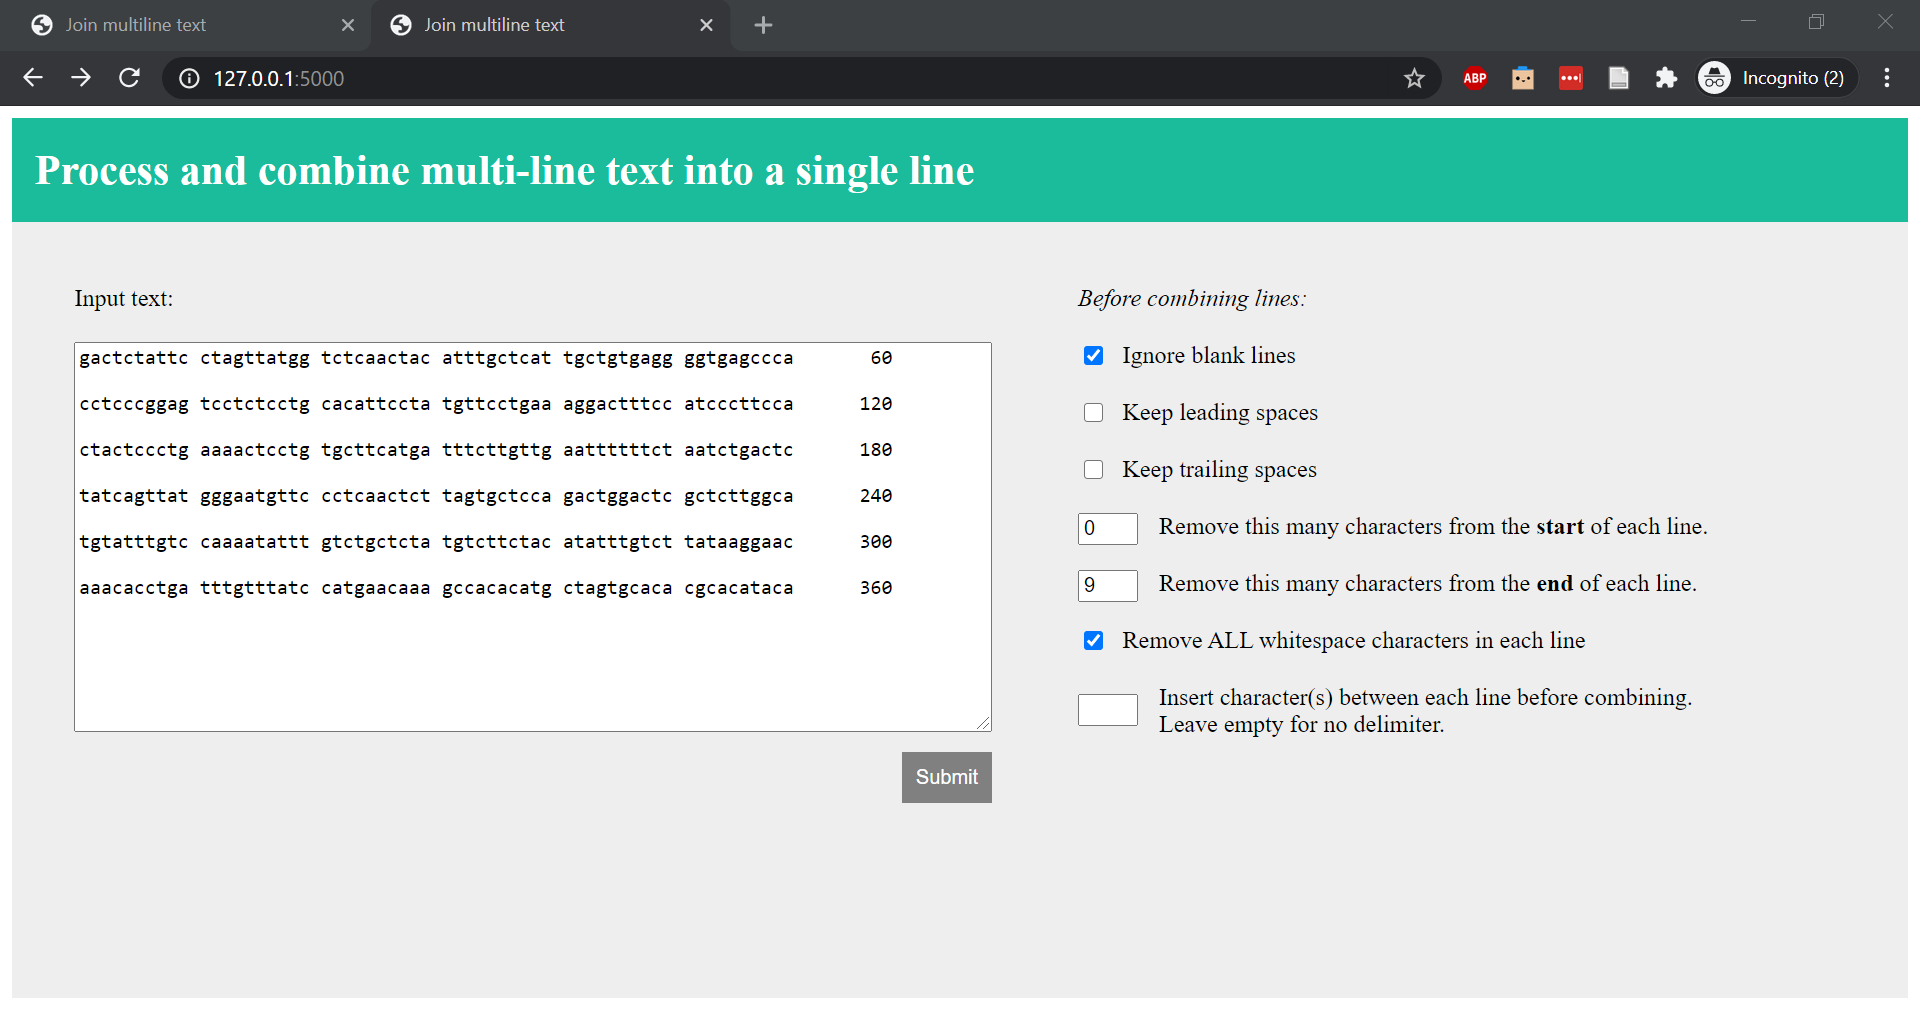 Join multiline text
Join multiline text
127.0.0.1:5000
ABP
Incognito (2)
Process and combine multi-line text into a single line
Input text:
gactctattc ctagttatgg tctcaactac atttgctcat tgctgtgagg ggtgagccca       60
cctcccggag tcctctcctg cacattccta tgttcctgaa aggactttcc atcccttcca      120
ctactccctg aaaactcctg tgcttcatga tttcttgttg aattttttct aatctgactc      180
tatcagttat gggaatgttc cctcaactct tagtgctcca gactggactc gctcttggca      240
tgtatttgtc caaaatattt gtctgctcta tgtcttctac atatttgtct tataaggaac      300
aaacacctga tttgtttatc catgaacaaa gccacacatg ctagtgcaca cgcacataca      360
Submit
Before combining lines:
Ignore blank lines
Keep leading spaces
Keep trailing spaces
0 Remove this many characters from the start of each line.
9 Remove this many characters from the end of each line.
Remove ALL whitespace characters in each line
Insert character(s) between each line before combining.
Leave empty for no delimiter.